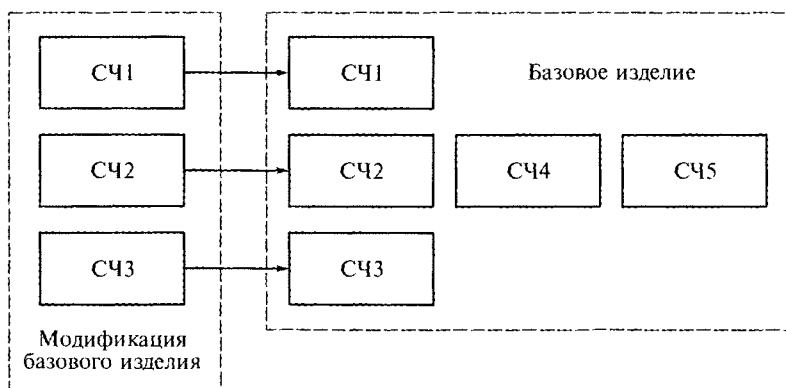 СЧ1
СЧ1
Базовое изделие
СЧ2
СЧ2
СЧ4
СЧ5
СЧ3
СЧ3
Модификация
базового изделия